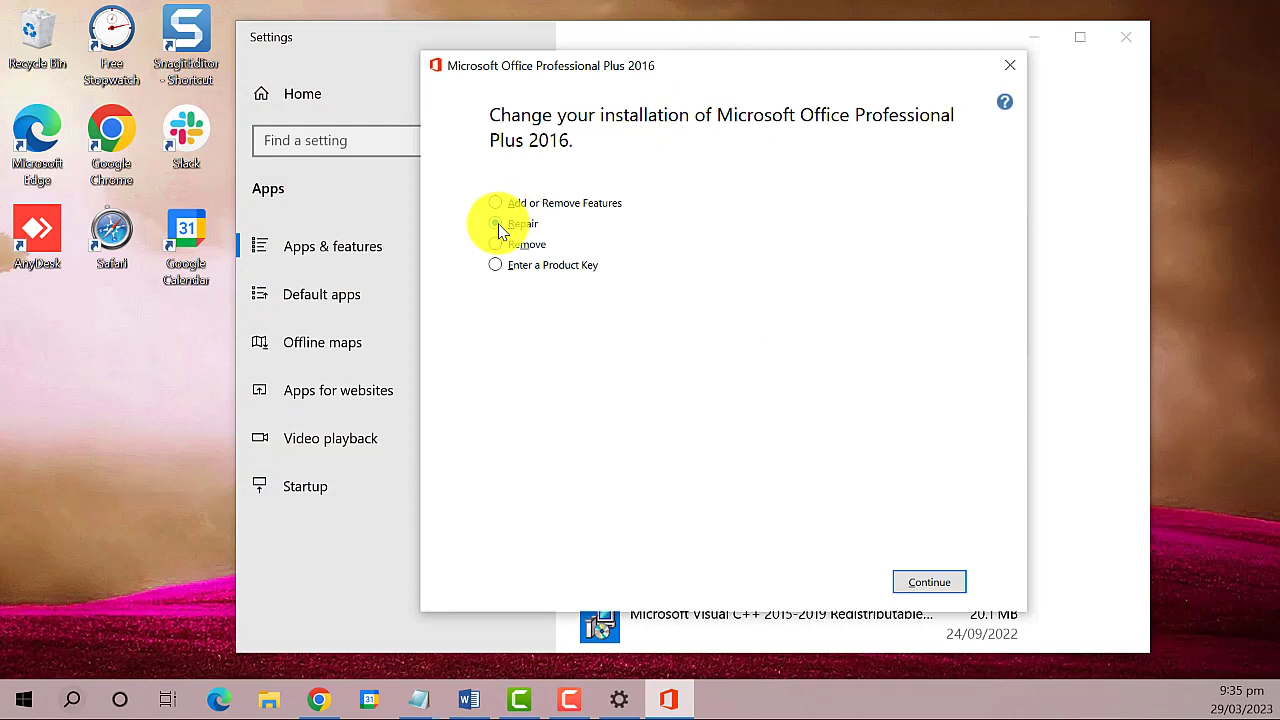 Recycle Bin
Free
Stopwatch
SnagitEditor
- Shortcut
Microsoft
Edge
Google
Chrome
Slack
AnyDesk
Safari
31
Google
Calendar
Settings
Home
Find a setting
Apps
Apps & features
Default apps
Offline maps
Apps for websites
Video playback
Startup
Microsoft Office Professional Plus 2016
?
Change your installation of Microsoft Office Professional
Plus 2016.
Add or Remove Features
Repair
Remove
Enter a Product Key
Continue
Microsoft Visual C++ 2015-2019 Redistributable...
20.1 MB
24/09/2022
31
9:35 pm
29/03/2023